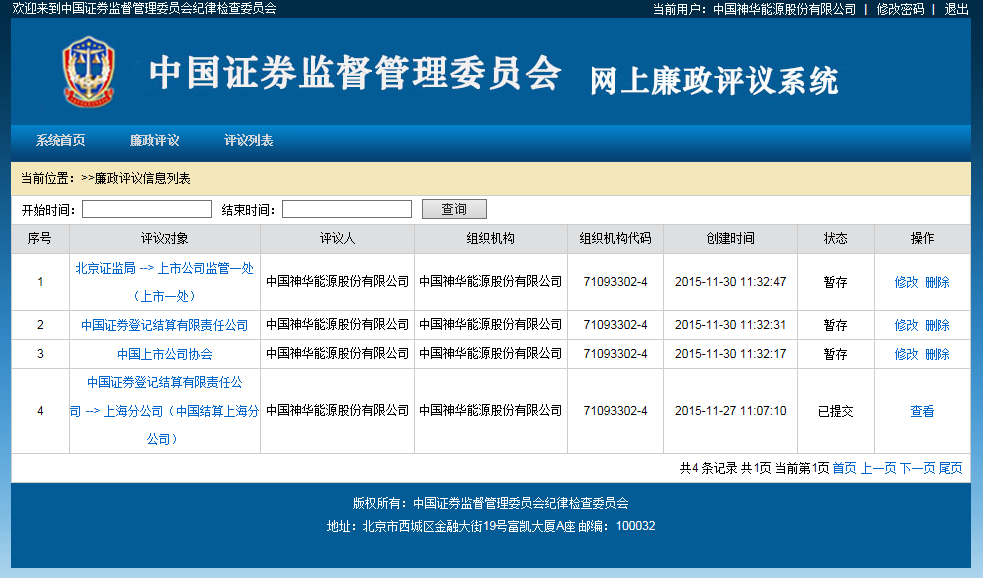 欢迎来到中国证券监督管理委员会纪律检查委员会
当前用户：中国神华能源股份有限公司 | 修改密码 | 退出
中国证券监督管理委员会 网上廉政评议系统
系统首页 廉政评议 评议列表
当前位置：>>廉政评议信息列表
开始时间： 结束时间： 查询
序号 评议对象 评议人 组织机构 组织机构代码 创建时间 状态 操作
1 北京证监局 --> 上市公司监管一处 中国神华能源股份有限公司 中国神华能源股份有限公司 71093302-4 2015-11-30 11:32:47 暂存 修改 删除
（上市一处）
2 中国证券登记结算有限责任公司 中国神华能源股份有限公司 中国神华能源股份有限公司 71093302-4 2015-11-30 11:32:31 暂存 修改 删除
3 中国上市公司协会 中国神华能源股份有限公司 中国神华能源股份有限公司 71093302-4 2015-11-30 11:32:17 暂存 修改 删除
中国证券登记结算有限责任公
4 司 --> 上海分公司（中国结算上海分 中国神华能源股份有限公司 中国神华能源股份有限公司 71093302-4 2015-11-27 11:07:10 已提交 查看
公司）
共4 条记录 共1页 当前第1页 首页 上一页 下一页 尾页
版权所有：中国证券监督管理委员会纪律检查委员会
地址：北京市西城区金融大街19号富凯大厦A座 邮编：100032